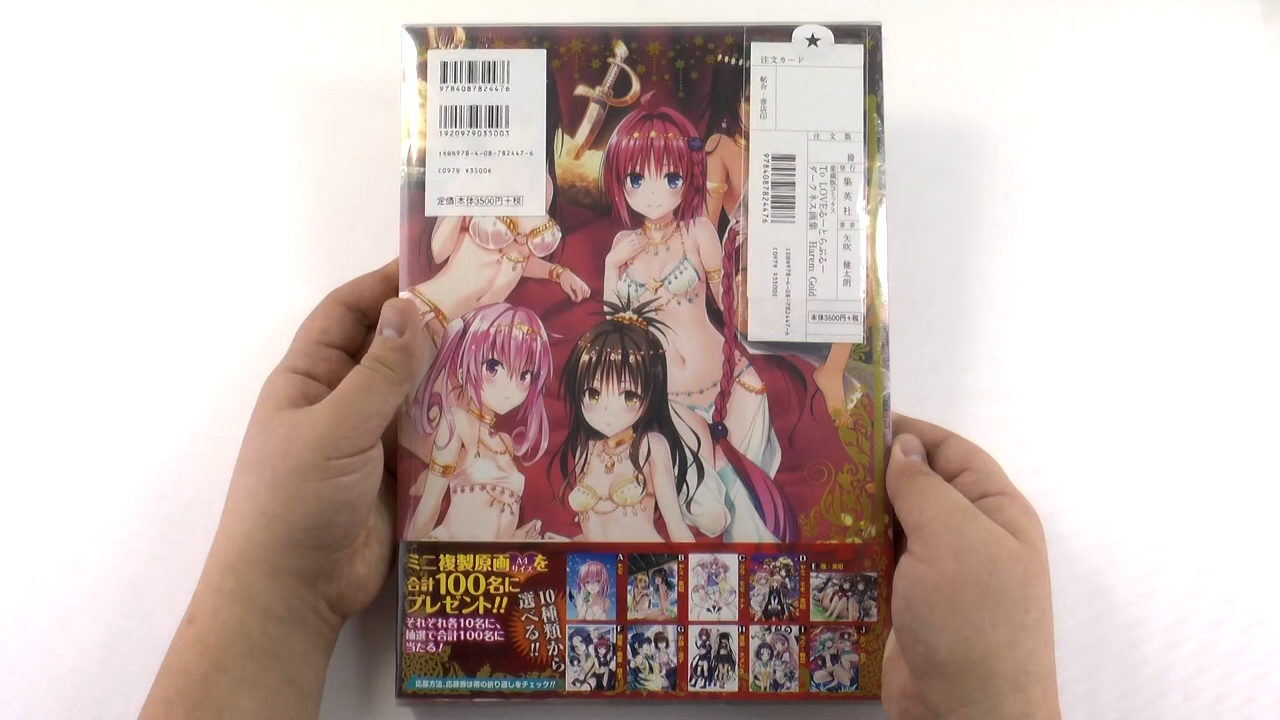 9784087824476
1920979035003
ISBN978-4-08-782447-6
C0979 ¥3500E
定価 本体3500円+税
★
注文カード
帖合・書店印
注文数
冊
発行
集英社
愛蔵版コミックス
To LOVEるーとらぶるー
ダークネス画集 Harem Gold
著者
矢吹 健太朗
9784087824476
ISBN978-4-08-782447-6
C0979 ¥3500E
本体3500円+税
ミニ複製原画 A4サイズ を
合計100名に
プレゼント!!
それぞれ各10名に、
抽選で合計100名に
当たる!
10種類から
選べる!!
応募方法、応募券は帯の折り返しをチェック!!
A モモ
B
C
D
E
F
G
H
I
J